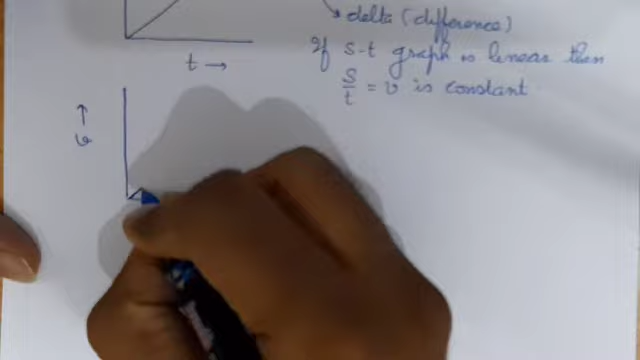 delta (difference)
If s-t graph is linear then
t →
s/t = v is constant
↑
v